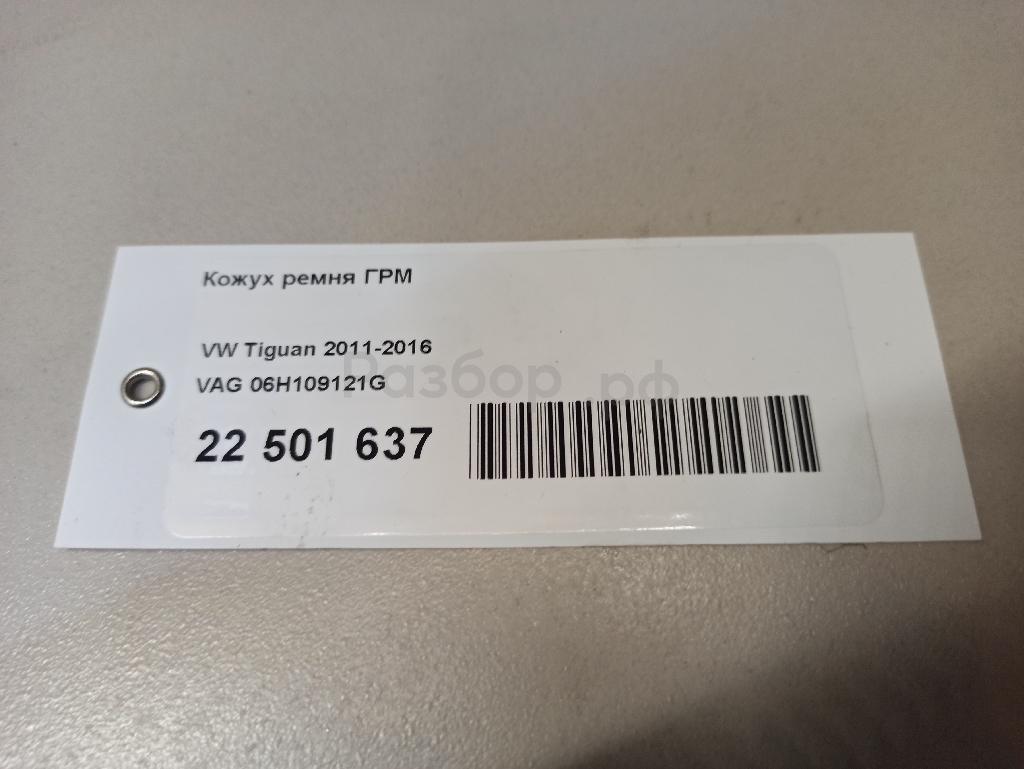 Кожух ремня ГРМ
VW Tiguan 2011-2016
VAG 06H109121G
Разбор.рф
22 501 637